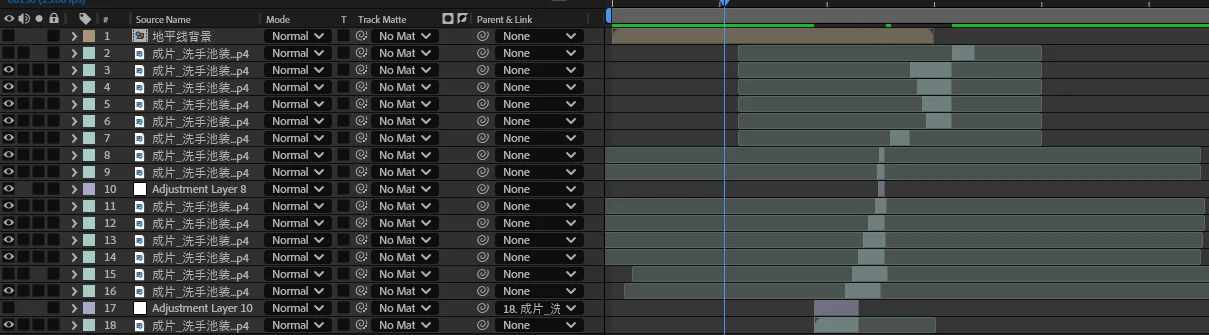 # Source Name Mode T Track Matte Parent & Link
1 地平线背景 Normal No Mat None
2 成片_洗手池装...p4 Normal No Mat None
3 成片_洗手池装...p4 Normal No Mat None
4 成片_洗手池装...p4 Normal No Mat None
5 成片_洗手池装...p4 Normal No Mat None
6 成片_洗手池装...p4 Normal No Mat None
7 成片_洗手池装...p4 Normal No Mat None
8 成片_洗手池装...p4 Normal No Mat None
9 成片_洗手池装...p4 Normal No Mat None
10 Adjustment Layer 8 Normal No Mat None
11 成片_洗手池装...p4 Normal No Mat None
12 成片_洗手池装...p4 Normal No Mat None
13 成片_洗手池装...p4 Normal No Mat None
14 成片_洗手池装...p4 Normal No Mat None
15 成片_洗手池装...p4 Normal No Mat None
16 成片_洗手池装...p4 Normal No Mat None
17 Adjustment Layer 10 Normal No Mat 18. 成片_洗
18 成片_洗手池装...p4 Normal No Mat None